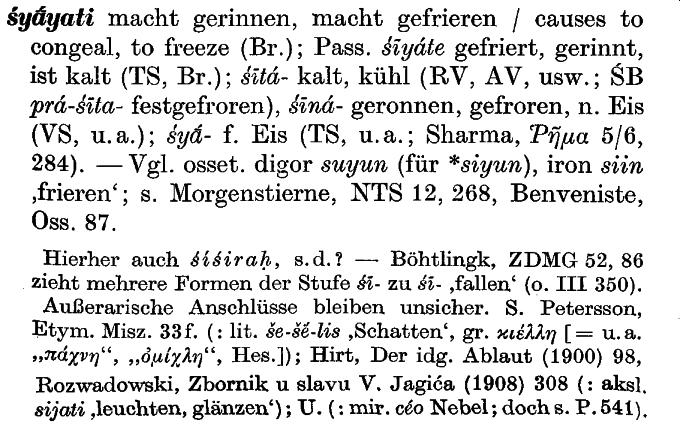 śyā́yati macht gerinnen, macht gefrieren / causes to
congeal, to freeze (Br.); Pass. śīyáte gefriert, gerinnt,
ist kalt (TS, Br.); śītá- kalt, kühl (RV, AV, usw.; ŚB
prá-śīta- festgefroren), śīná- geronnen, gefroren, n. Eis
(VS, u. a.); śyā́- f. Eis (TS, u. a.; Sharma, Ῥῆμα 5/6,
284). — Vgl. osset. digor suyun (für *siyun), iron siin
‚frieren‘; s. Morgenstierne, NTS 12, 268, Benveniste,
Oss. 87.
Hierher auch śíśiraḥ, s. d.? — Böhtlingk, ZDMG 52, 86
zieht mehrere Formen der Stufe śī- zu śī- ‚fallen‘ (o. III 350).
Außerarische Anschlüsse bleiben unsicher. S. Petersson,
Etym. Misz. 33 f. (: lit. še-šė́-lis ‚Schatten‘, gr. κιέλλη [= u. a.
„πάχνη“, „ὀμίχλη“, Hes.]); Hirt, Der idg. Ablaut (1900) 98,
Rozwadowski, Zbornik u slavu V. Jagića (1908) 308 (: aksl.
sijati ‚leuchten, glänzen‘); U. (: mir. céo Nebel; doch s. P. 541).